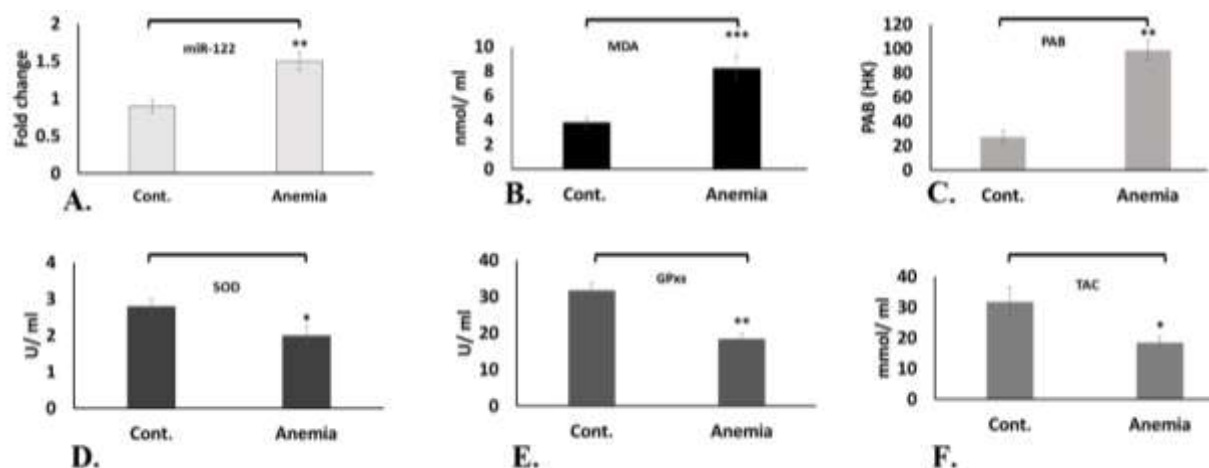 2
1.5
1
0.5
0
Fold change
miR-122
**
Cont.
Anemia
A.
10
8
6
4
2
0
nmol/ ml
MDA
***
Cont.
Anemia
B.
120
100
80
60
40
20
0
PAB (HK)
PAB
**
Cont.
Anemia
C.
4
3
2
1
0
U/ ml
SOD
*
Cont.
Anemia
D.
40
30
20
10
0
U/ ml
GPxs
**
Cont.
Anemia
E.
40
30
20
10
0
mmol/ ml
TAC
*
Cont.
Anemia
F.